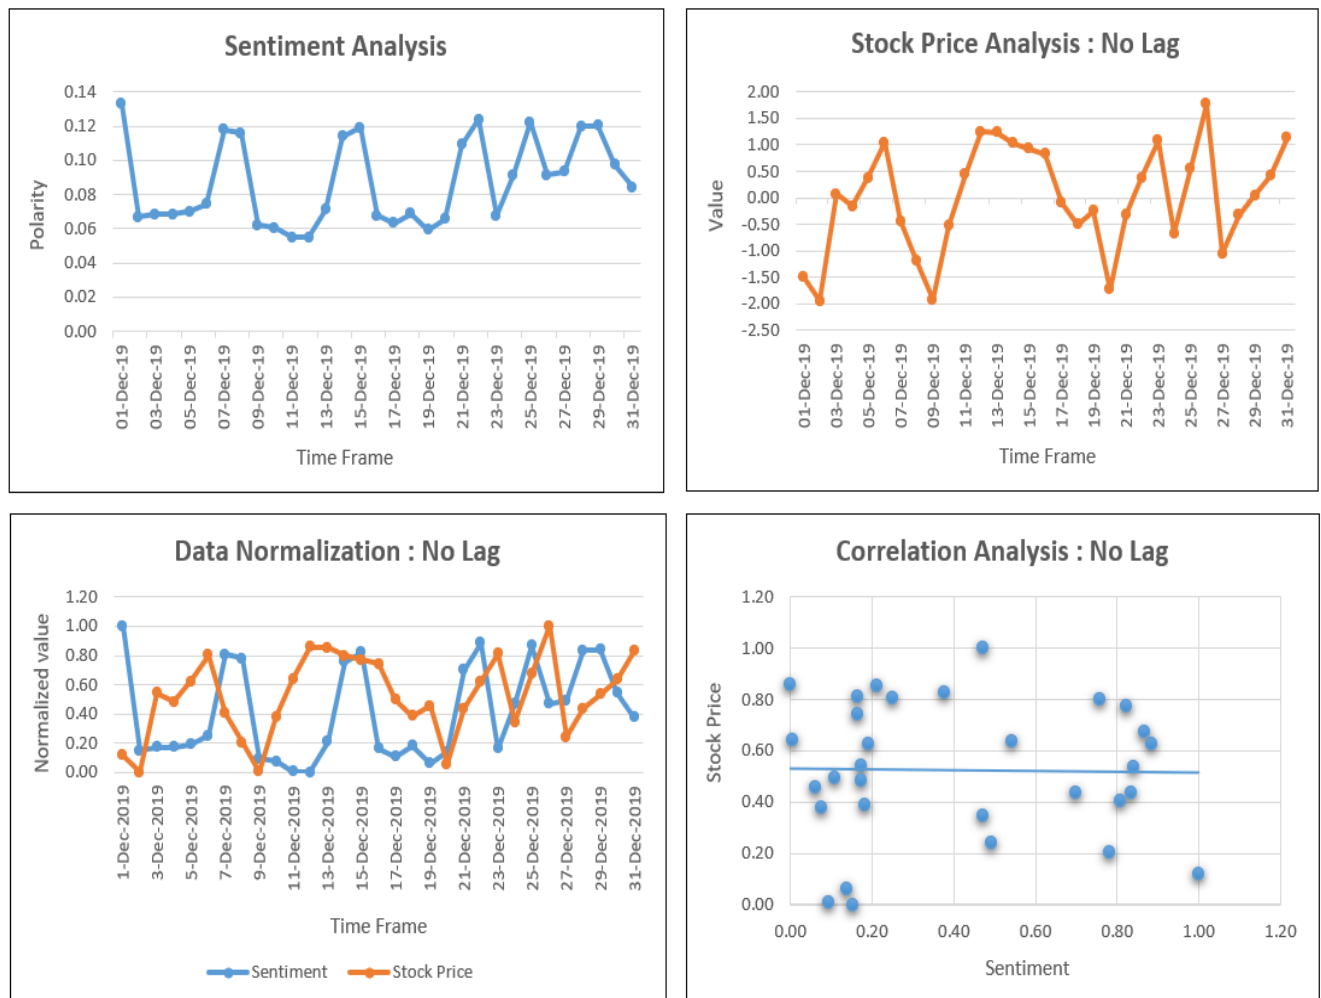 Sentiment Analysis
Polarity
0.14
0.12
0.10
0.08
0.06
0.04
0.02
0.00
01-Dec-19
03-Dec-19
05-Dec-19
07-Dec-19
09-Dec-19
11-Dec-19
13-Dec-19
15-Dec-19
17-Dec-19
19-Dec-19
21-Dec-19
23-Dec-19
25-Dec-19
27-Dec-19
29-Dec-19
31-Dec-19
Time Frame
Stock Price Analysis : No Lag
Value
2.00
1.50
1.00
0.50
0.00
-0.50
-1.00
-1.50
-2.00
-2.50
01-Dec-19
03-Dec-19
05-Dec-19
07-Dec-19
09-Dec-19
11-Dec-19
13-Dec-19
15-Dec-19
17-Dec-19
19-Dec-19
21-Dec-19
23-Dec-19
25-Dec-19
27-Dec-19
29-Dec-19
31-Dec-19
Time Frame
Data Normalization : No Lag
Normalized value
1.20
1.00
0.80
0.60
0.40
0.20
0.00
1-Dec-2019
3-Dec-2019
5-Dec-2019
7-Dec-2019
9-Dec-2019
11-Dec-2019
13-Dec-2019
15-Dec-2019
17-Dec-2019
19-Dec-2019
21-Dec-2019
23-Dec-2019
25-Dec-2019
27-Dec-2019
29-Dec-2019
31-Dec-2019
Time Frame
Sentiment
Stock Price
Correlation Analysis : No Lag
Stock Price
1.20
1.00
0.80
0.60
0.40
0.20
0.00
0.00 0.20 0.40 0.60 0.80 1.00 1.20
Sentiment